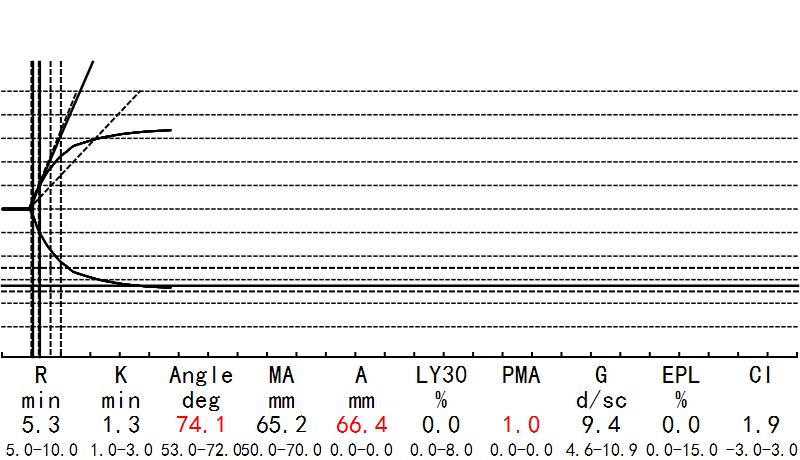 R K Angle MA A LY30 PMA G EPL CI
min min deg mm mm % d/sc %
5.3 1.3 74.1 65.2 66.4 0.0 1.0 9.4 0.0 1.9
5.0-10.0 1.0-3.0 53.0-72.0 50.0-70.0 0.0-0.0 0.0-8.0 0.0-0.0 4.6-10.9 0.0-15.0 -3.0-3.0